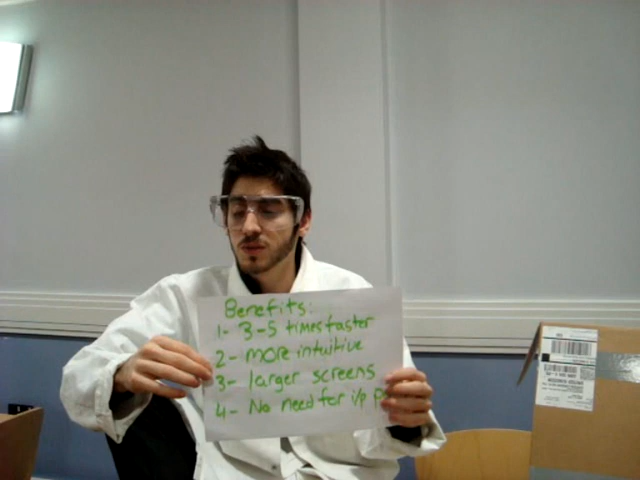 Benefits:
1- 3-5 times faster
2- more intuitive
3- larger screens
4- No need for i/p